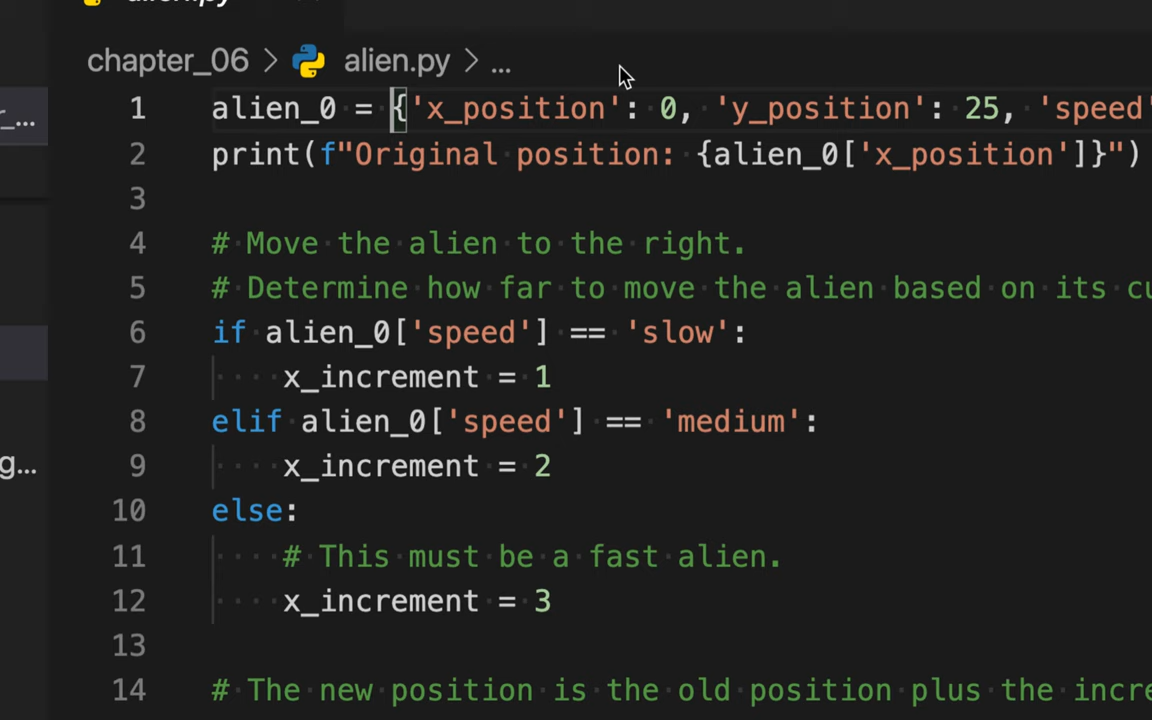 alien.py
chapter_06 > alien.py > ...
r_...
1 alien_0 = {'x_position': 0, 'y_position': 25, 'speed'
2 print(f"Original position: {alien_0['x_position']}")
3
4 # Move the alien to the right.
5 # Determine how far to move the alien based on its cu
6 if alien_0['speed'] == 'slow':
7 x_increment = 1
8 elif alien_0['speed'] == 'medium':
9 x_increment = 2
g...
10 else:
11 # This must be a fast alien.
12 x_increment = 3
13
14 # The new position is the old position plus the incre